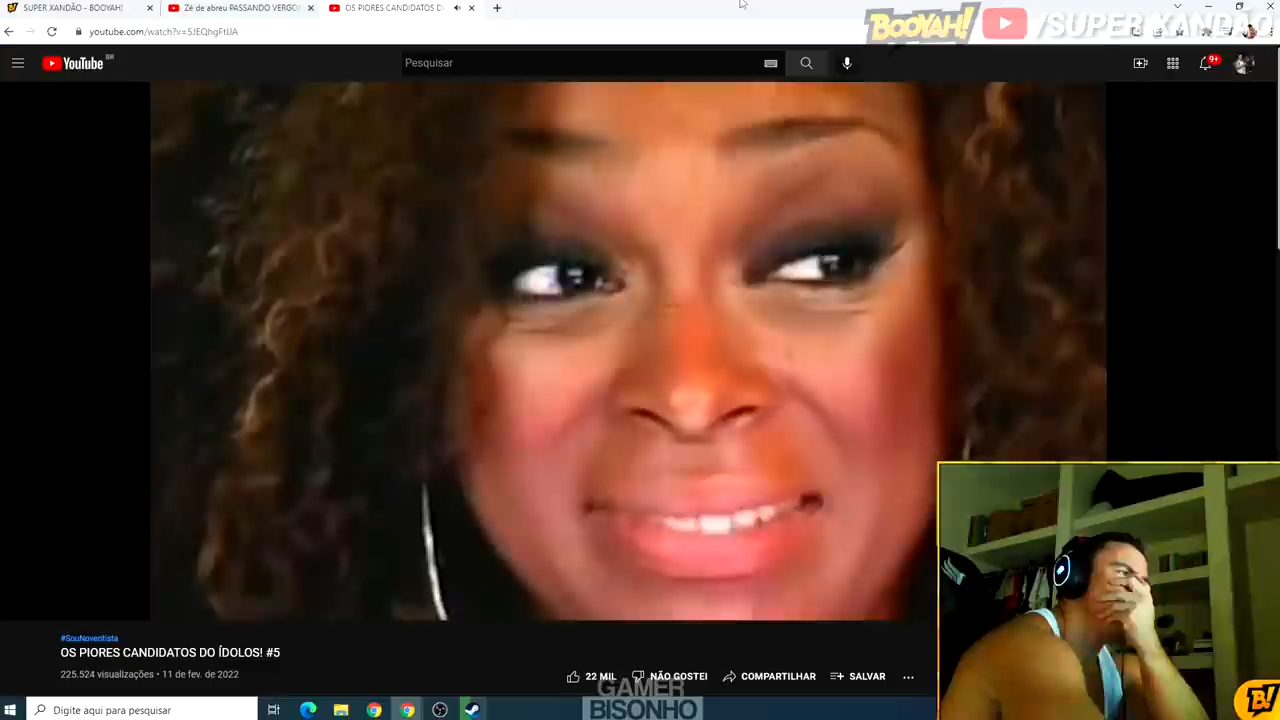 SUPER XANDÃO - BOOYAH!
Zé de abreu PASSANDO VERGO
OS PIORES CANDIDATOS D
BOOYAH! /SUPER XANDÃO
youtube.com/watch?v=5JEQhgFtIJA
YouTube BR
Pesquisar
9+
#SouNoventista
OS PIORES CANDIDATOS DO ÍDOLOS! #5
225.524 visualizações • 11 de fev. de 2022
22 MIL
NÃO GOSTEI
COMPARTILHAR
SALVAR
GAMER
BISONHO
Digite aqui para pesquisar
B!